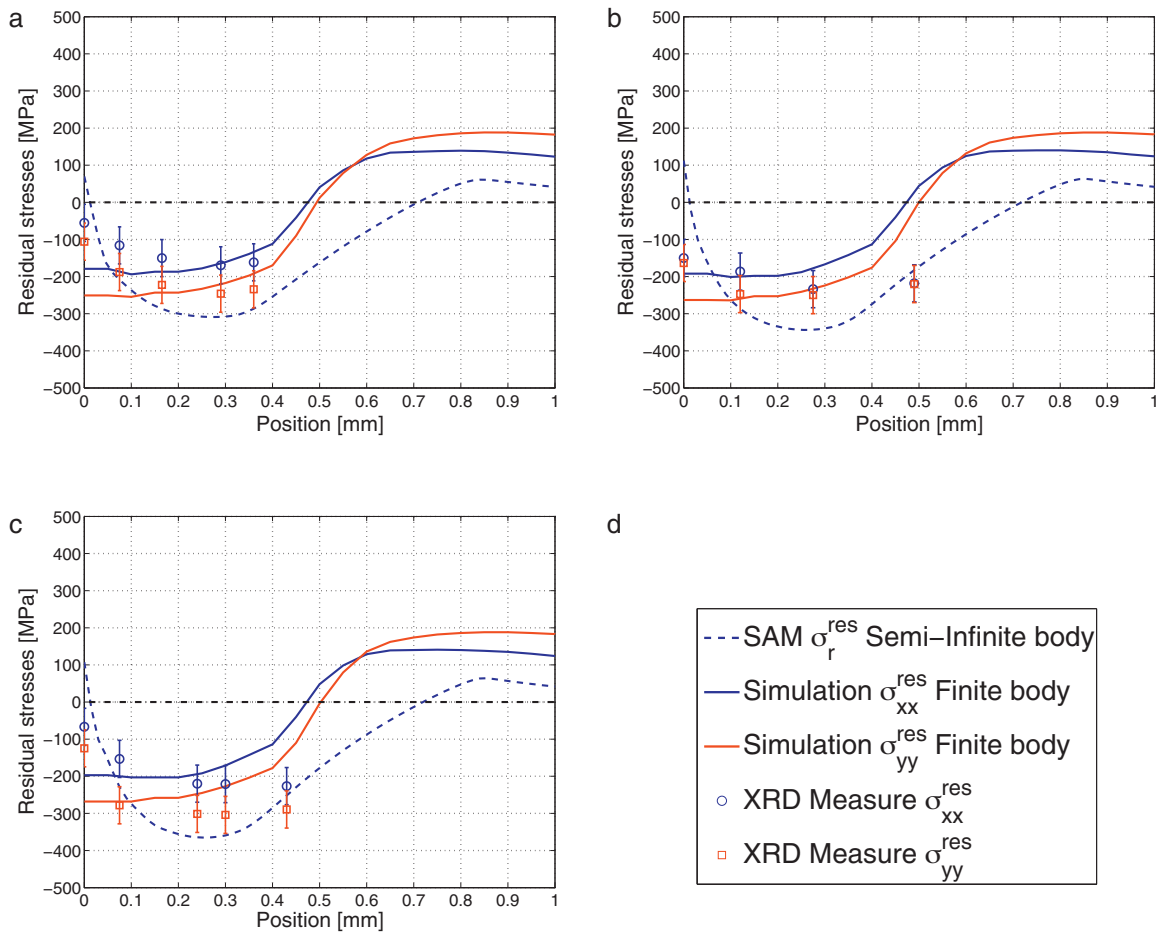 a
500
400
300
200
100
0
−100
−200
−300
−400
−500
Residual stresses [MPa]
0 0.1 0.2 0.3 0.4 0.5 0.6 0.7 0.8 0.9 1
Position [mm]
b
500
400
300
200
100
0
−100
−200
−300
−400
−500
Residual stresses [MPa]
0 0.1 0.2 0.3 0.4 0.5 0.6 0.7 0.8 0.9 1
Position [mm]
c
500
400
300
200
100
0
−100
−200
−300
−400
−500
Residual stresses [MPa]
0 0.1 0.2 0.3 0.4 0.5 0.6 0.7 0.8 0.9 1
Position [mm]
d
SAM σ_r^res Semi−Infinite body
Simulation σ_xx^res Finite body
Simulation σ_yy^res Finite body
XRD Measure σ_xx^res
XRD Measure σ_yy^res